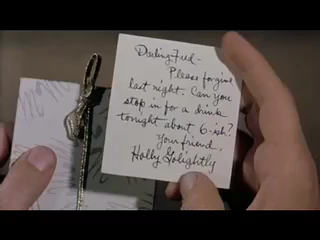 Darling Fred -
Please forgive
last night. Can you
stop in for a drink
tonight about 6-ish?
Your friend,
Holly Golightly